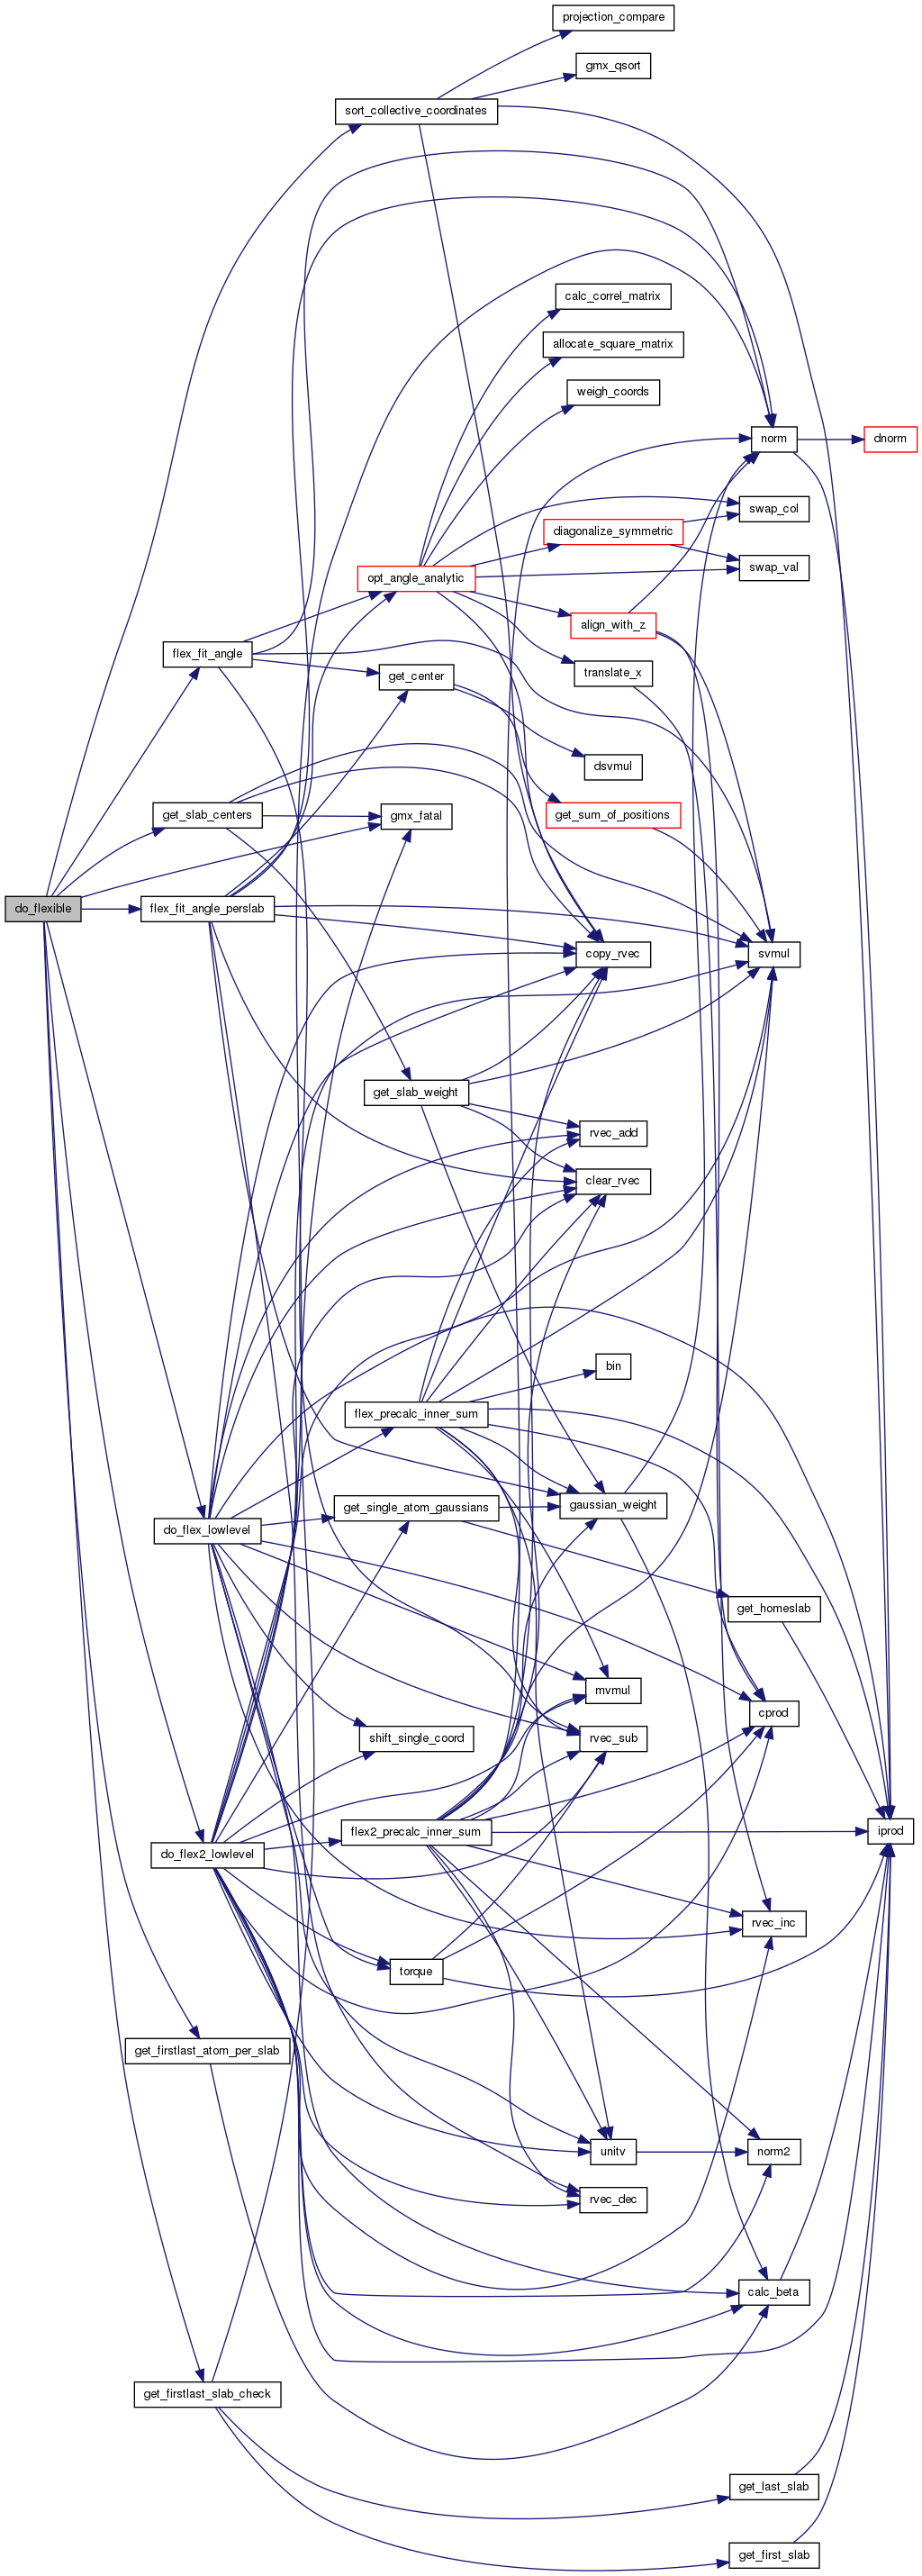 projection_compare
gmx_qsort
sort_collective_coordinates
calc_correl_matrix
allocate_square_matrix
weigh_coords
norm
dnorm
swap_col
diagonalize_symmetric
swap_val
opt_angle_analytic
align_with_z
flex_fit_angle
translate_x
get_center
dsvmul
get_slab_centers
gmx_fatal
get_sum_of_positions
do_flexible
flex_fit_angle_perslab
copy_rvec
svmul
get_slab_weight
rvec_add
clear_rvec
bin
flex_precalc_inner_sum
get_single_atom_gaussians
gaussian_weight
do_flex_lowlevel
get_homeslab
mvmul
cprod
shift_single_coord
rvec_sub
flex2_precalc_inner_sum
iprod
do_flex2_lowlevel
rvec_inc
torque
get_firstlast_atom_per_slab
unitv
norm2
rvec_dec
calc_beta
get_firstlast_slab_check
get_last_slab
get_first_slab